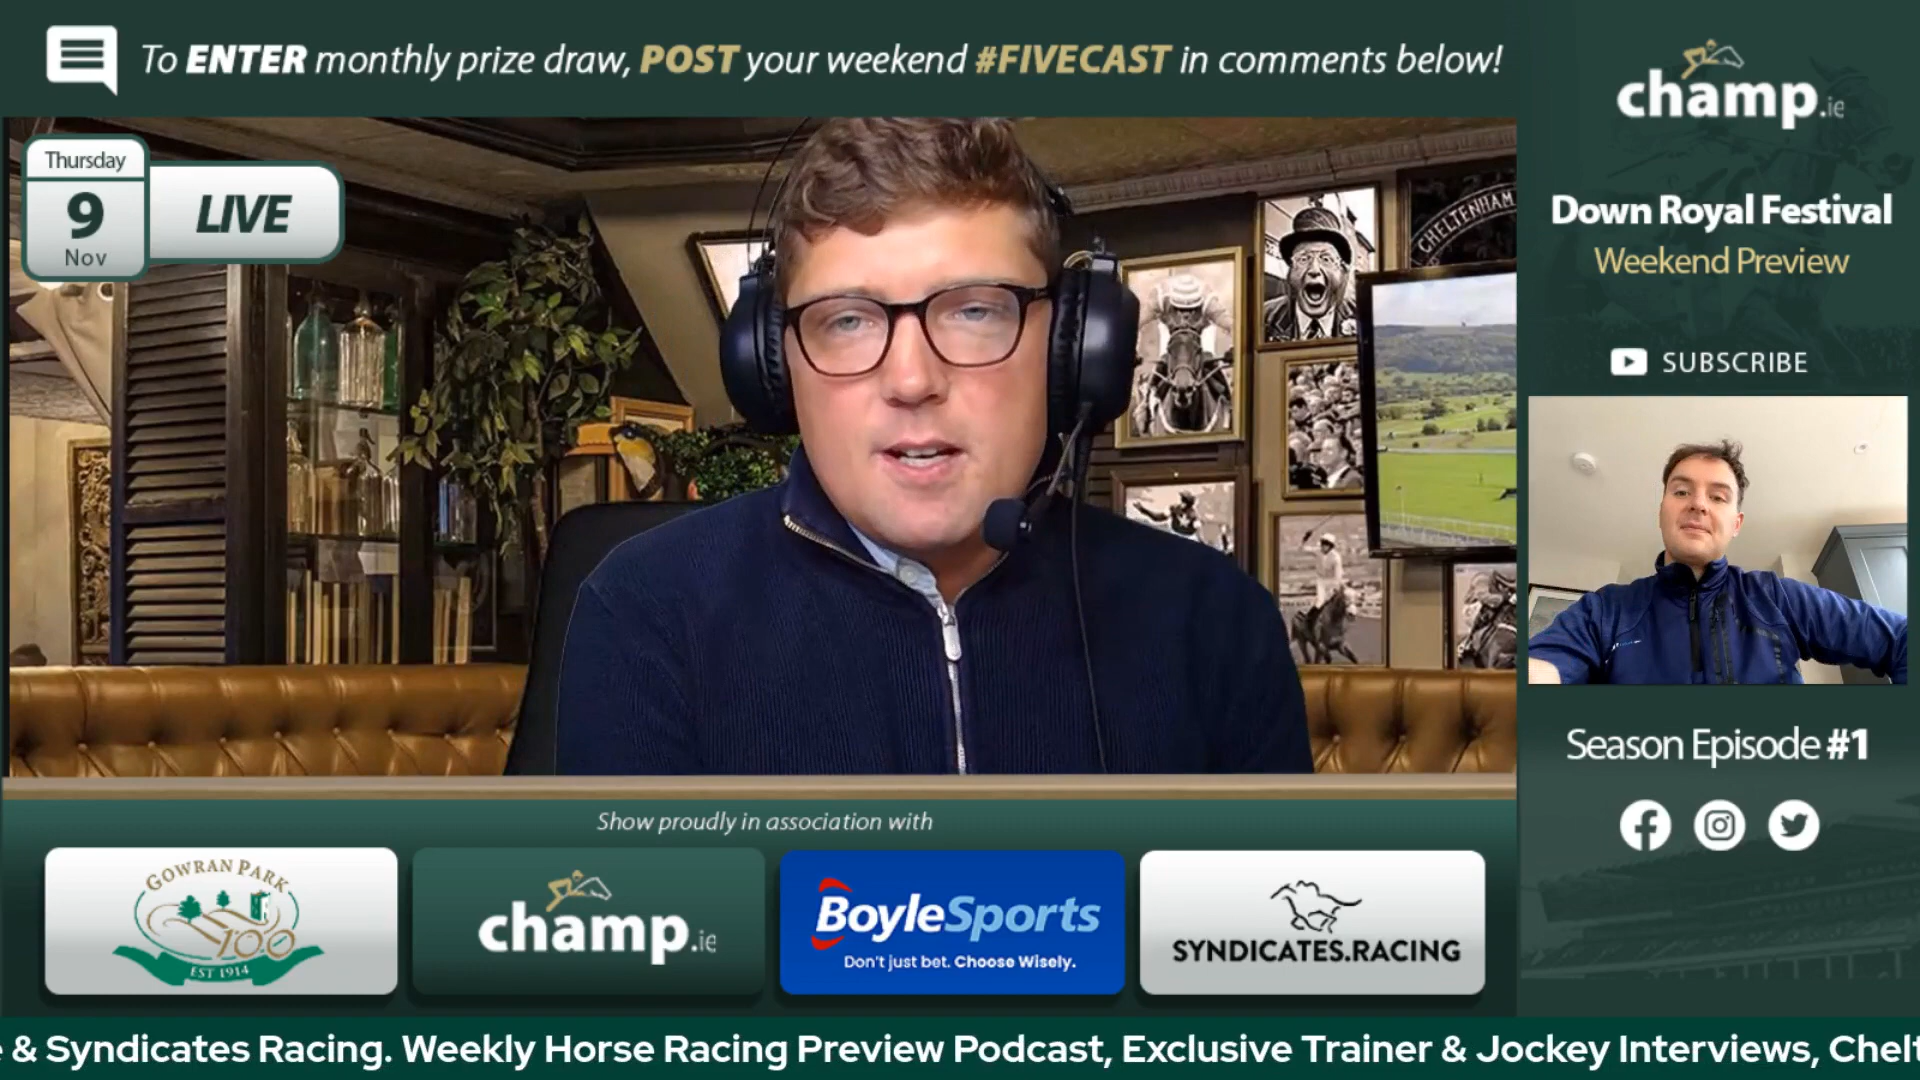 To ENTER monthly prize draw, POST your weekend #FIVECAST in comments below!
Thursday
9
Nov
LIVE
CHELTENHAM
champ.ie
Down Royal Festival
Weekend Preview
SUBSCRIBE
Season Episode #1
Show proudly in association with
GOWRAN PARK
100
EST 1914
champ.ie
BoyleSports
Don't just bet. Choose Wisely.
SYNDICATES.RACING
& Syndicates Racing. Weekly Horse Racing Preview Podcast, Exclusive Trainer & Jockey Interviews, Chelt